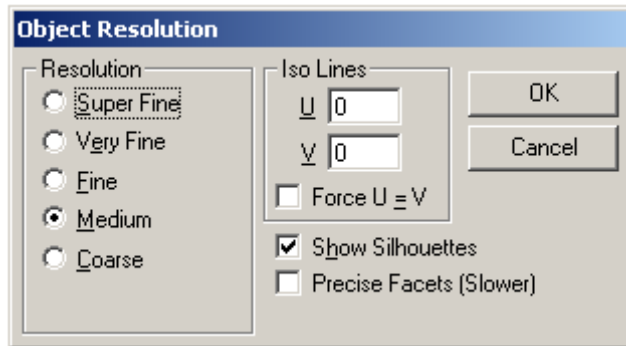 Object Resolution
Resolution
Super Fine
Very Fine
Fine
Medium
Coarse
Iso Lines
U 0
V 0
Force U = V
Show Silhouettes
Precise Facets (Slower)
OK
Cancel